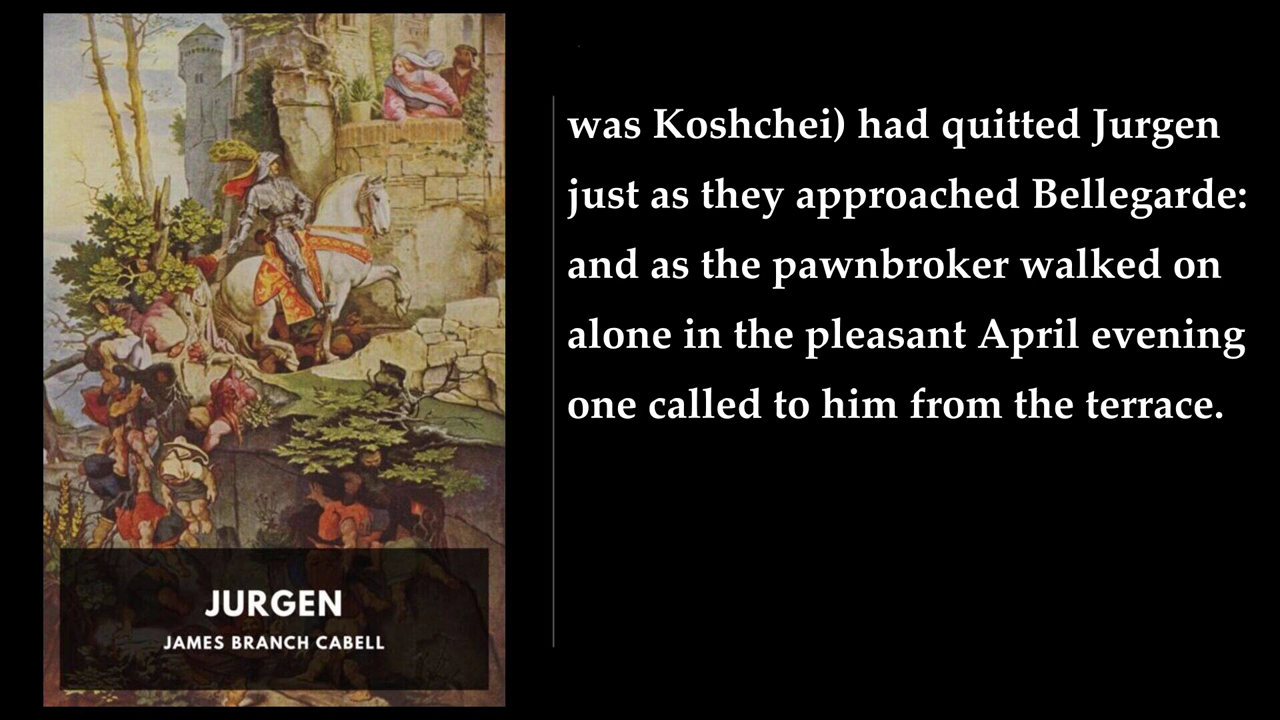 was Koshchei) had quitted Jurgen
just as they approached Bellegarde:
and as the pawnbroker walked on
alone in the pleasant April evening
one called to him from the terrace.
JURGEN
JAMES BRANCH CABELL